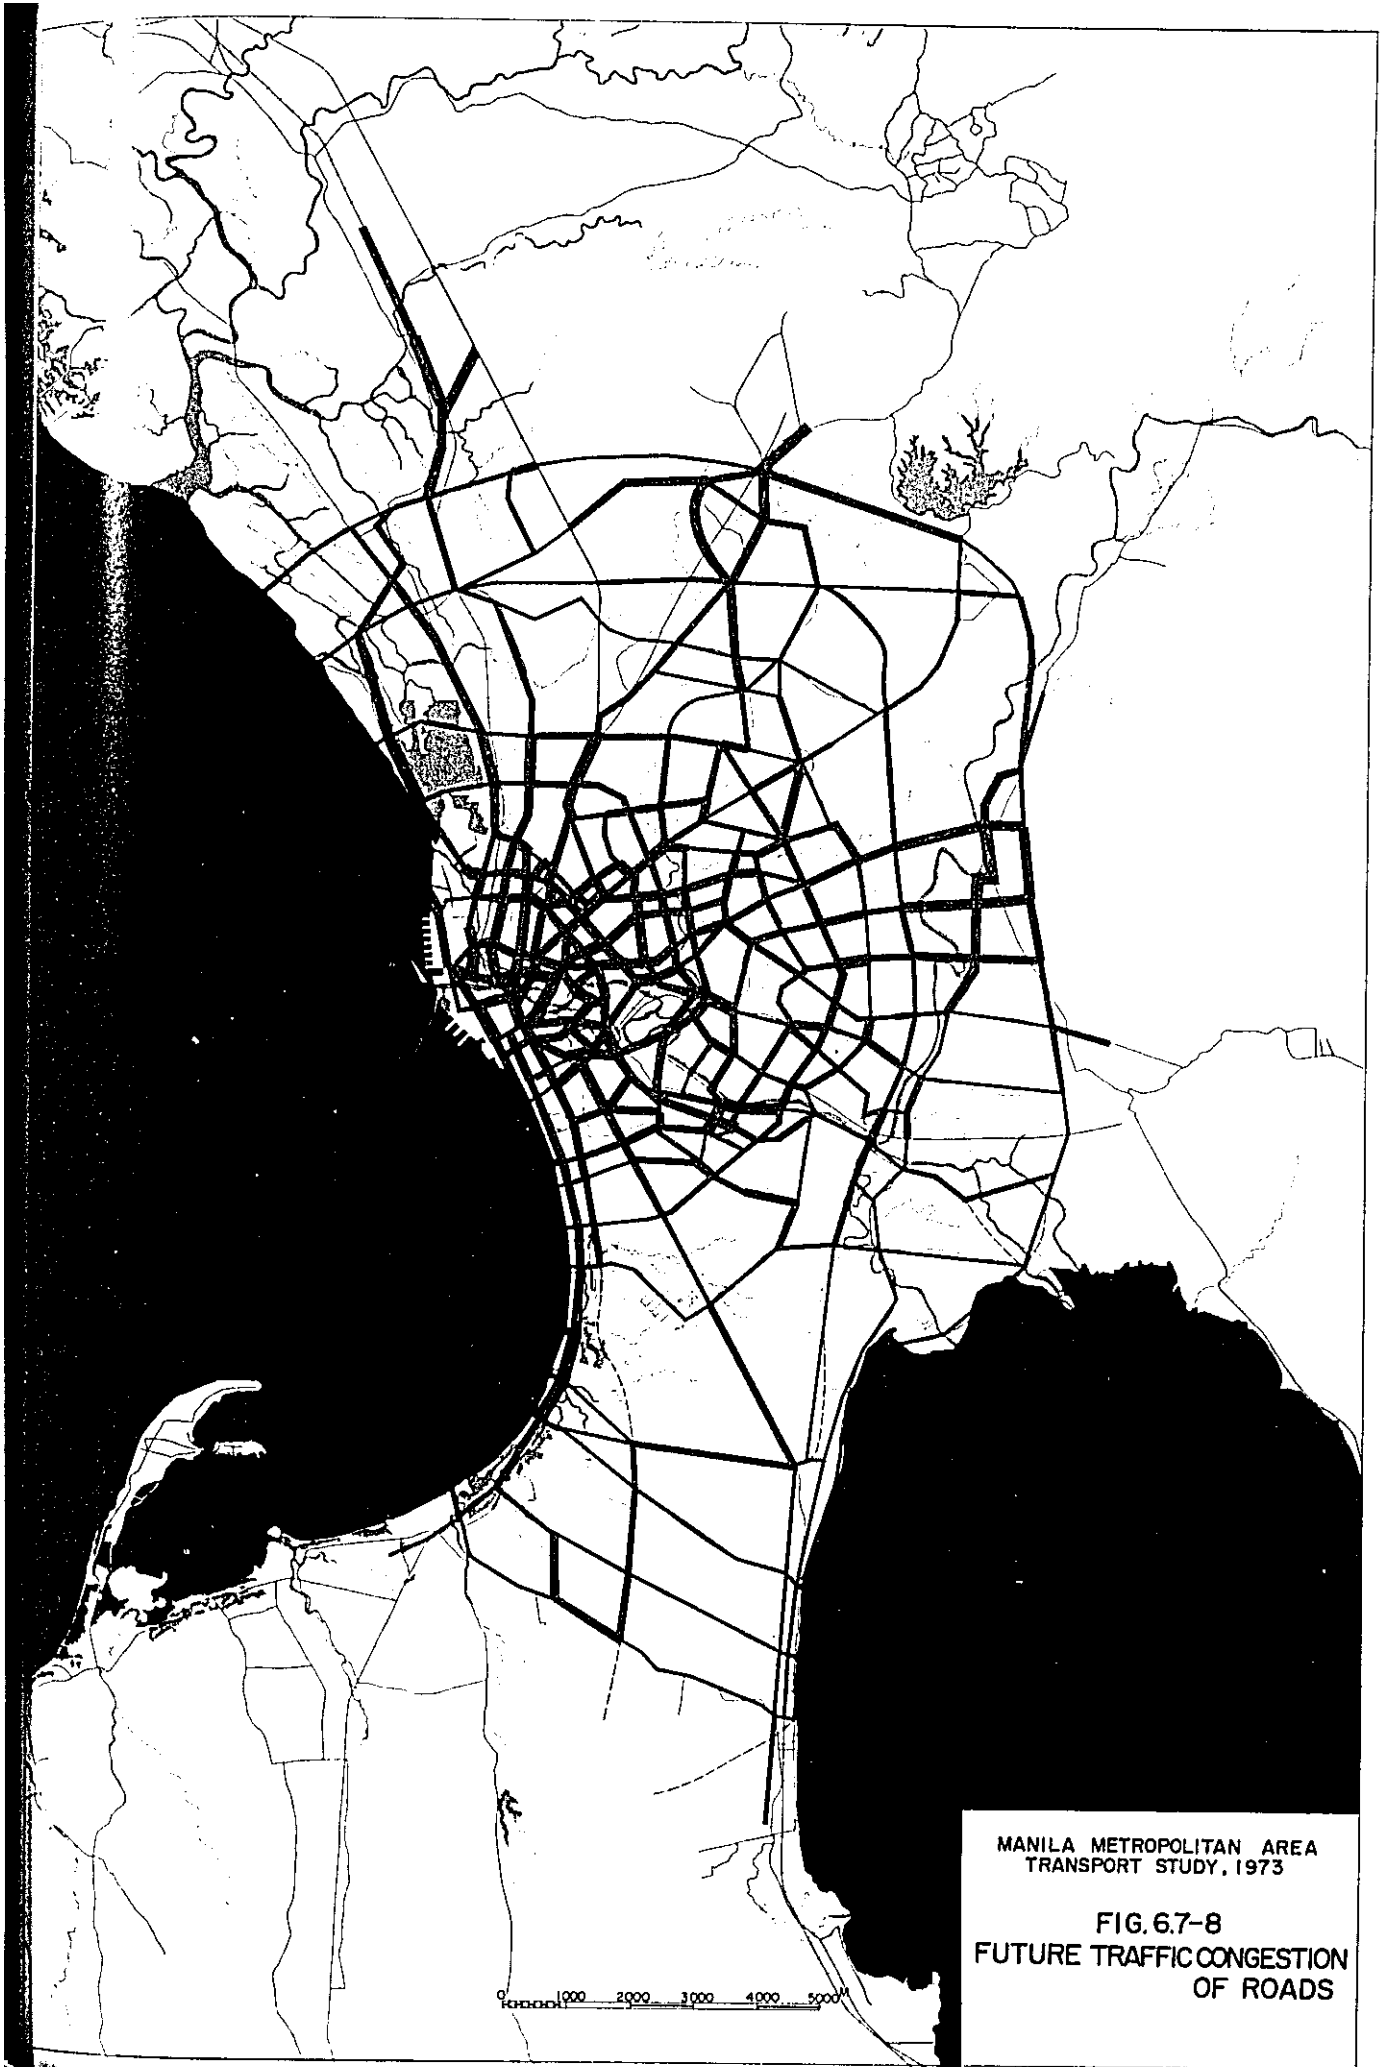 MANILA METROPOLITAN AREA
TRANSPORT STUDY, 1973
FIG. 6.7-8
FUTURE TRAFFIC CONGESTION
OF ROADS
0 1000 2000 3000 4000 5000M